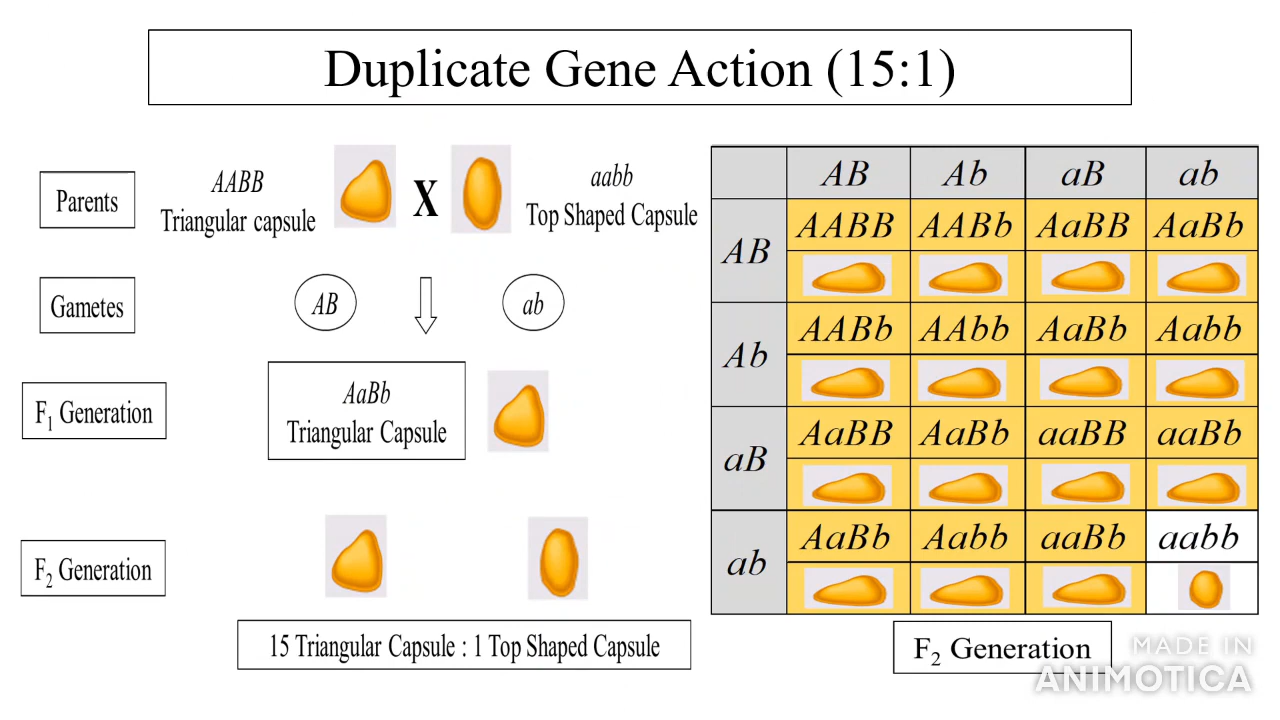 Duplicate Gene Action (15:1)
Parents
AABB
Triangular capsule
X
aabb
Top Shaped Capsule
Gametes
AB
ab
F₁ Generation
AaBb
Triangular Capsule
F₂ Generation
15 Triangular Capsule : 1 Top Shaped Capsule
AB Ab aB ab
AB AABB AABb AaBB AaBb
Ab AABb AAbb AaBb Aabb
aB AaBB AaBb aaBB aaBb
ab AaBb Aabb aaBb aabb
F₂ Generation
MADE IN
ANIMOTICA